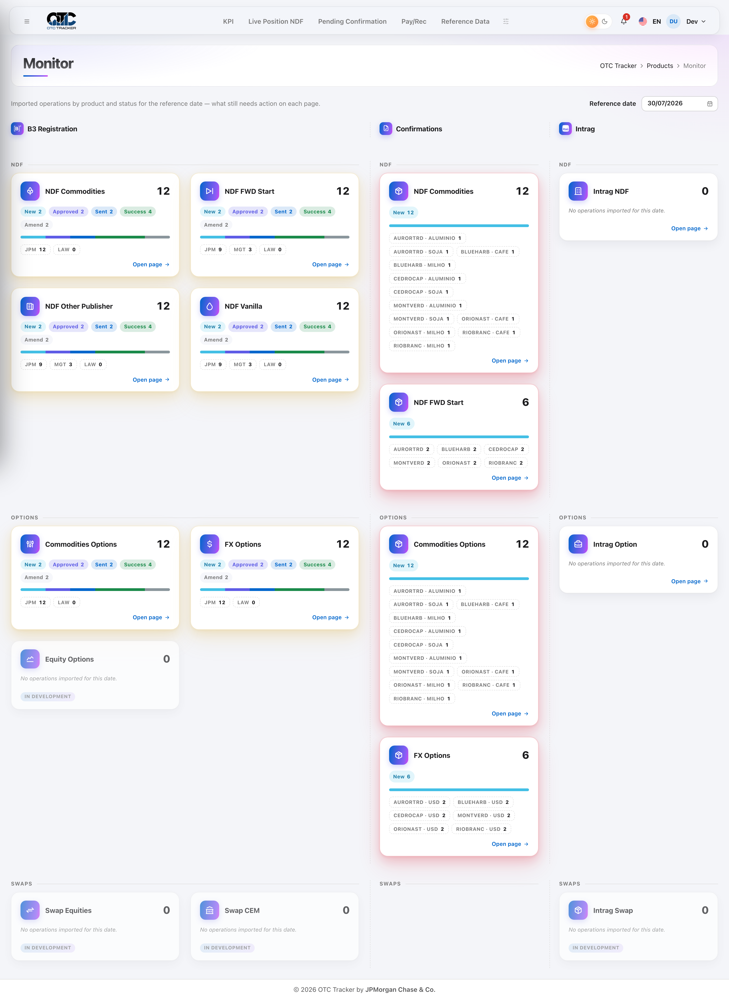 OTC
OTC TRACKER
KPI
Live Position NDF
Pending Confirmation
Pay/Rec
Reference Data
1
EN
DU
Dev
Monitor
OTC Tracker > Products > Monitor
Imported operations by product and status for the reference date — what still needs action on each page.
Reference date
30/07/2026
[B]³ B3 Registration
Confirmations
itaú Intrag
NDF
NDF Commodities 12
New 2 Approved 2 Sent 2 Success 4
Amend 2
JPM 12 LAW 0
Open page →
NDF FWD Start 12
New 2 Approved 2 Sent 2 Success 4
Amend 2
JPM 9 MGT 3 LAW 0
Open page →
NDF Other Publisher 12
New 2 Approved 2 Sent 2 Success 4
Amend 2
JPM 9 MGT 3 LAW 0
Open page →
NDF Vanilla 12
New 2 Approved 2 Sent 2 Success 4
Amend 2
JPM 9 MGT 3 LAW 0
Open page →
NDF
NDF Commodities 12
New 12
AURORTRD · ALUMINIO 1
AURORTRD · SOJA 1 BLUEHARB · CAFE 1
BLUEHARB · MILHO 1
CEDROCAP · ALUMINIO 1
CEDROCAP · SOJA 1
MONTVERD · ALUMINIO 1
MONTVERD · SOJA 1 ORIONAST · CAFE 1
ORIONAST · MILHO 1 RIOBRANC · CAFE 1
RIOBRANC · MILHO 1
Open page →
NDF FWD Start 6
New 6
AURORTRD 2 BLUEHARB 2 CEDROCAP 2
MONTVERD 2 ORIONAST 2 RIOBRANC 2
Open page →
NDF
Intrag NDF 0
No operations imported for this date.
Open page →
OPTIONS
Commodities Options 12
New 2 Approved 2 Sent 2 Success 4
Amend 2
JPM 12 LAW 0
Open page →
FX Options 12
New 2 Approved 2 Sent 2 Success 4
Amend 2
JPM 12 LAW 0
Open page →
Equity Options 0
No operations imported for this date.
IN DEVELOPMENT
OPTIONS
Commodities Options 12
New 12
AURORTRD · ALUMINIO 1
AURORTRD · SOJA 1 BLUEHARB · CAFE 1
BLUEHARB · MILHO 1
CEDROCAP · ALUMINIO 1
CEDROCAP · SOJA 1
MONTVERD · ALUMINIO 1
MONTVERD · SOJA 1 ORIONAST · CAFE 1
ORIONAST · MILHO 1 RIOBRANC · CAFE 1
RIOBRANC · MILHO 1
Open page →
FX Options 6
New 6
AURORTRD · USD 2 BLUEHARB · USD 2
CEDROCAP · USD 2 MONTVERD · USD 2
ORIONAST · USD 2 RIOBRANC · USD 2
Open page →
OPTIONS
Intrag Option 0
No operations imported for this date.
Open page →
SWAPS
Swap Equities 0
No operations imported for this date.
IN DEVELOPMENT
Swap CEM 0
No operations imported for this date.
IN DEVELOPMENT
SWAPS
SWAPS
Intrag Swap 0
No operations imported for this date.
IN DEVELOPMENT
© 2026 OTC Tracker by JPMorgan Chase & Co.